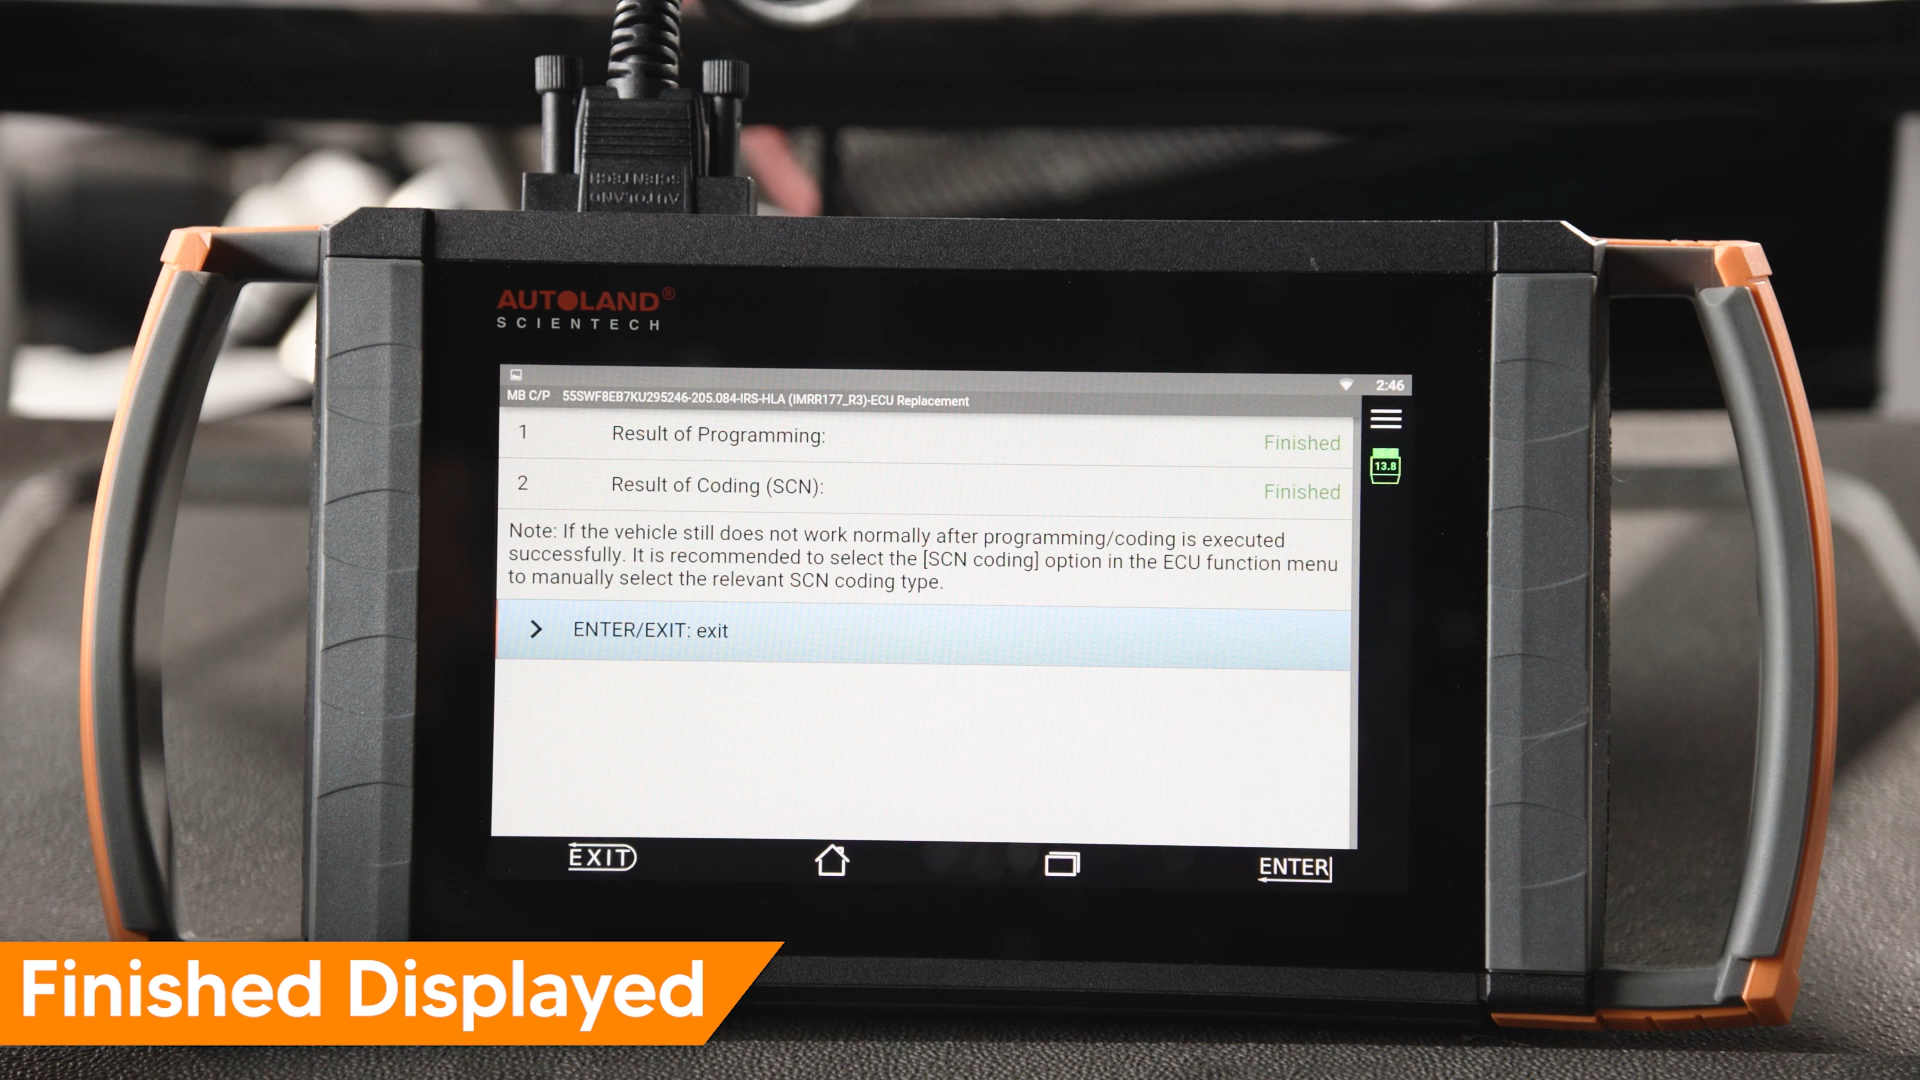 AUTOLAND
SCIENTECH
AUTOLAND®
SCIENTECH
2:46
MB C/P 55SWF8EB7KU295246-205.084-IRS-HLA (IMRR177_R3)-ECU Replacement
1 Result of Programming: Finished
13.8
2 Result of Coding (SCN): Finished
Note: If the vehicle still does not work normally after programming/coding is executed
successfully. It is recommended to select the [SCN coding] option in the ECU function menu
to manually select the relevant SCN coding type.
ENTER/EXIT: exit
EXIT
ENTER
Finished Displayed